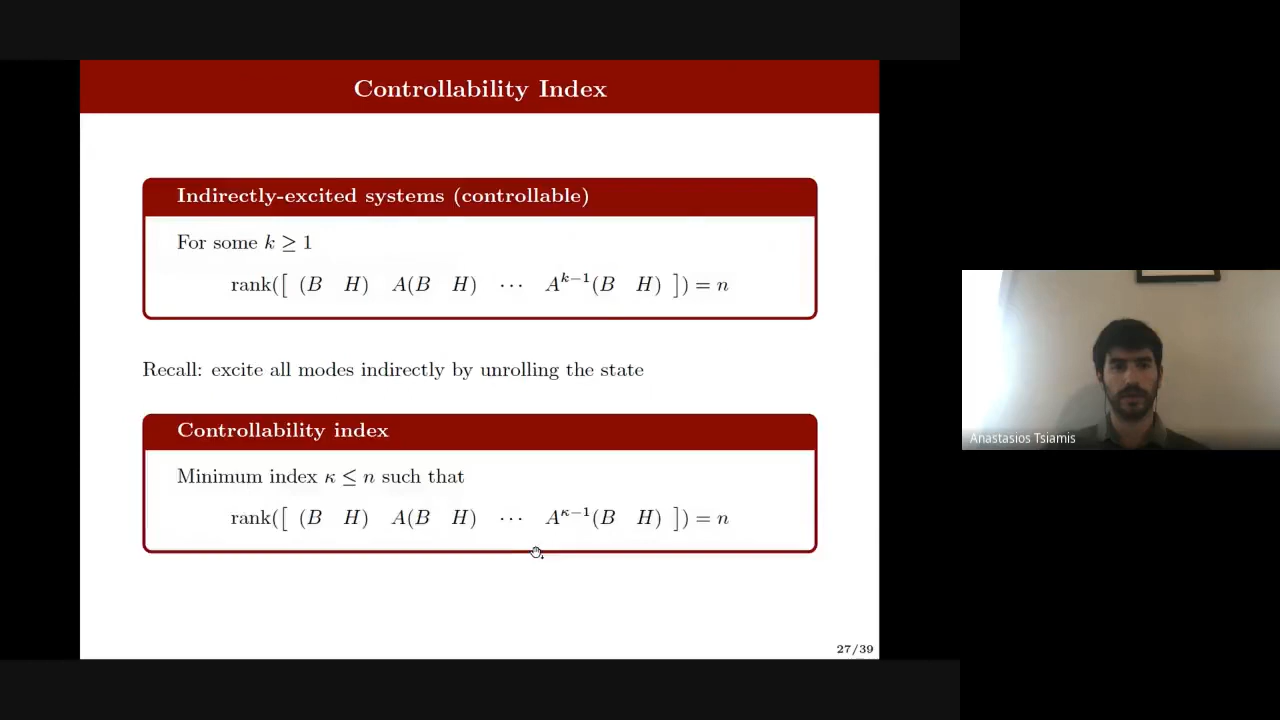 Controllability Index
Indirectly-excited systems (controllable)
For some k ≥ 1
rank([ (B H) A(B H) ⋯ A^{k−1}(B H) ]) = n
Recall: excite all modes indirectly by unrolling the state
Controllability index
Minimum index κ ≤ n such that
rank([ (B H) A(B H) ⋯ A^{κ−1}(B H) ]) = n
27/39
Anastasios Tsiamis